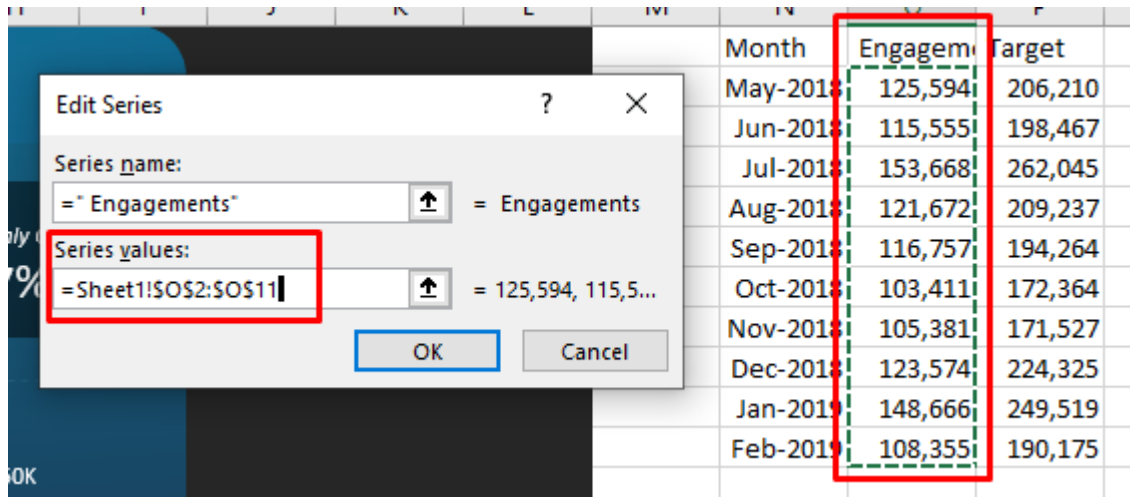 K
N
Month Engageme Target
May-2018 125,594 206,210
Jun-2018 115,555 198,467
Jul-2018 153,668 262,045
Aug-2018 121,672 209,237
Sep-2018 116,757 194,264
Oct-2018 103,411 172,364
Nov-2018 105,381 171,527
Dec-2018 123,574 224,325
Jan-2019 148,666 249,519
Feb-2019 108,355 190,175
Edit Series ? ×
Series name:
=" Engagements" = Engagements
Series values:
=Sheet1!$O$2:$O$11 = 125,594, 115,5...
OK Cancel
%